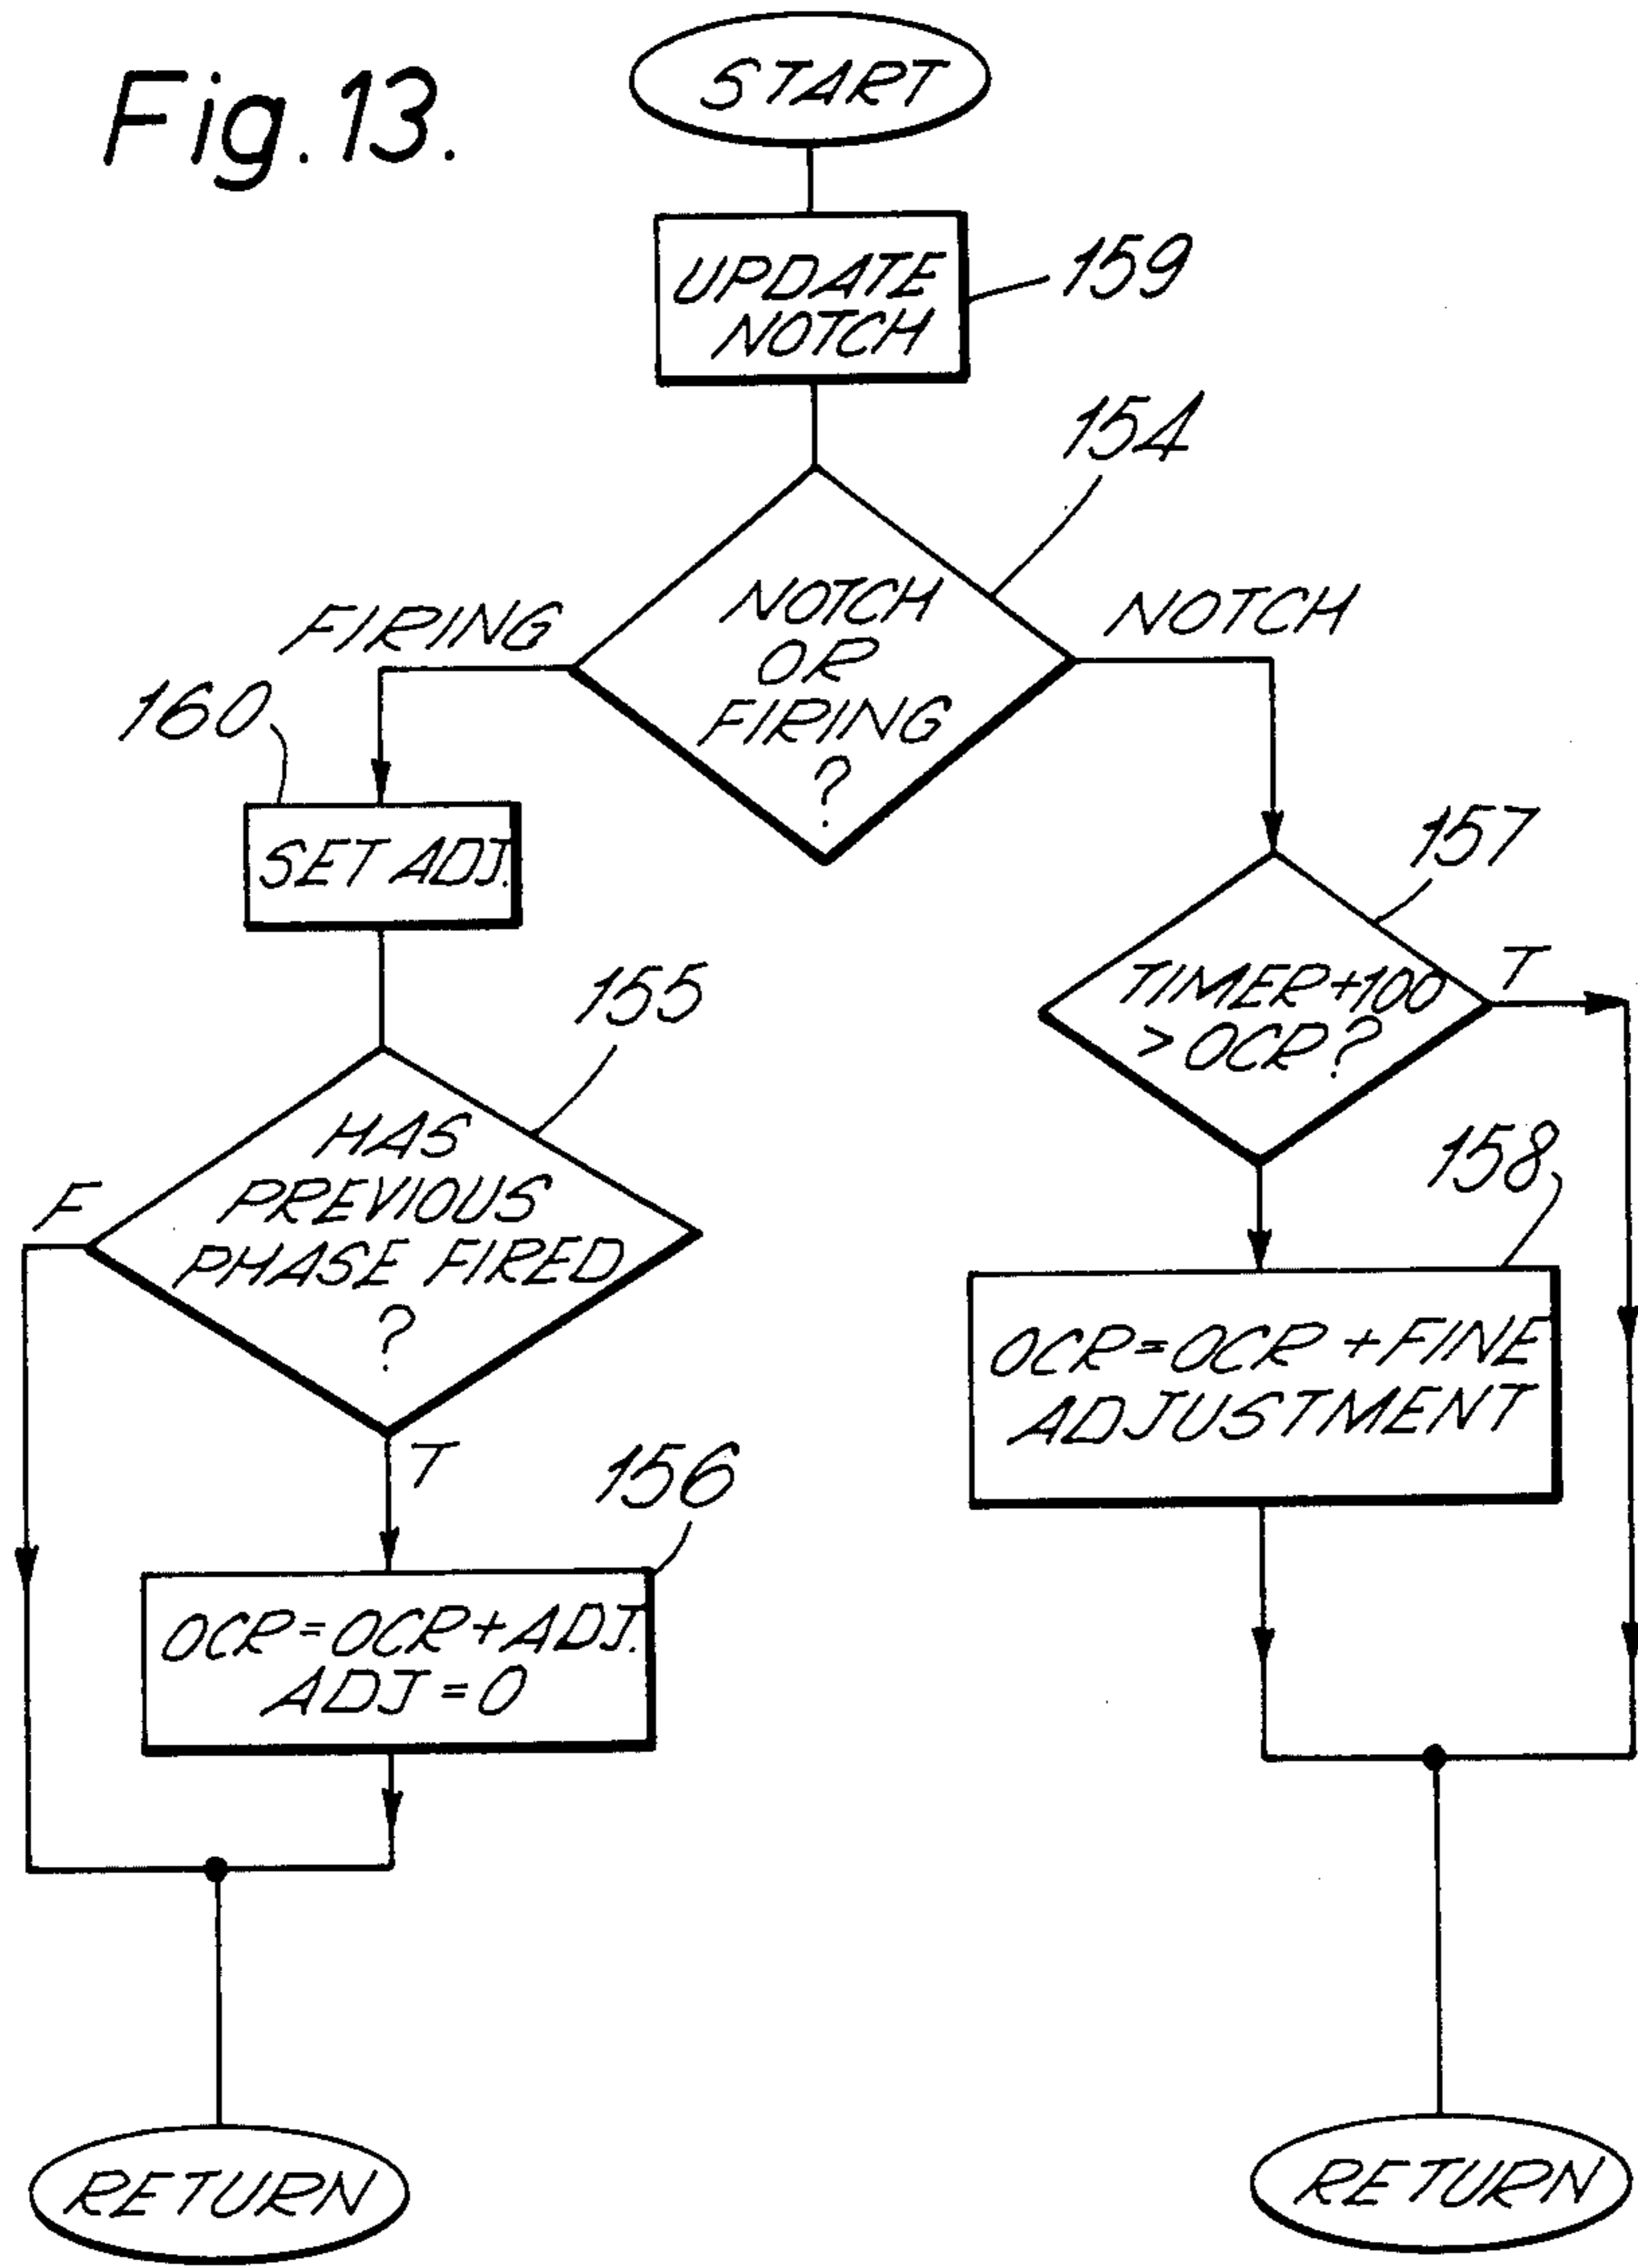 Fig. 13.
START
UPDATE
NOTCH
159
154
NOTCH
OR
FIRING
?
FIRING
NOTCH
160
SET ADJ.
157
TIMER+100
> OCR?
T
155
HAS
PREVIOUS
PHASE FIRED
?
F
T
158
OCR=OCR+FINE
ADJUSTMENT
156
OCR=OCR+ADJ.
ADJ=0
RETURN
RETURN